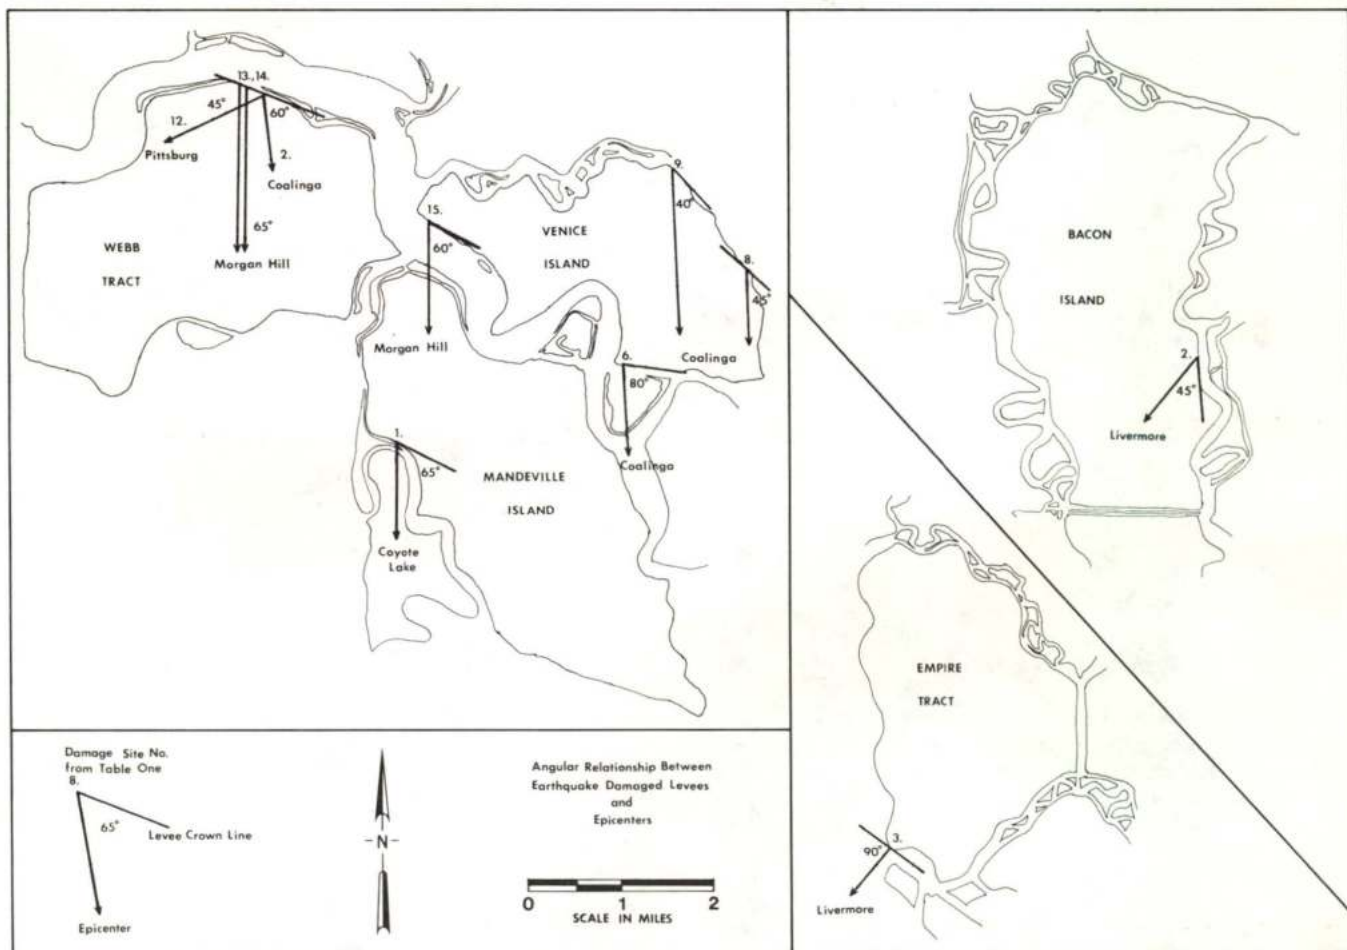 13.,14.
45°
60°
12.
Pittsburg
2.
Coalinga
65°
Morgan Hill
WEBB
TRACT
15.
60°
Morgan Hill
VENICE
ISLAND
9.
40°
8.
45°
Coalinga
6.
80°
Coalinga
1.
65°
Coyote
Lake
MANDEVILLE
ISLAND
BACON
ISLAND
2.
45°
Livermore
EMPIRE
TRACT
3.
90°
Livermore
Damage Site No.
from Table One
8.
65°
Levee Crown Line
Epicenter
-N-
Angular Relationship Between
Earthquake Damaged Levees
and
Epicenters
0 1 2
SCALE IN MILES